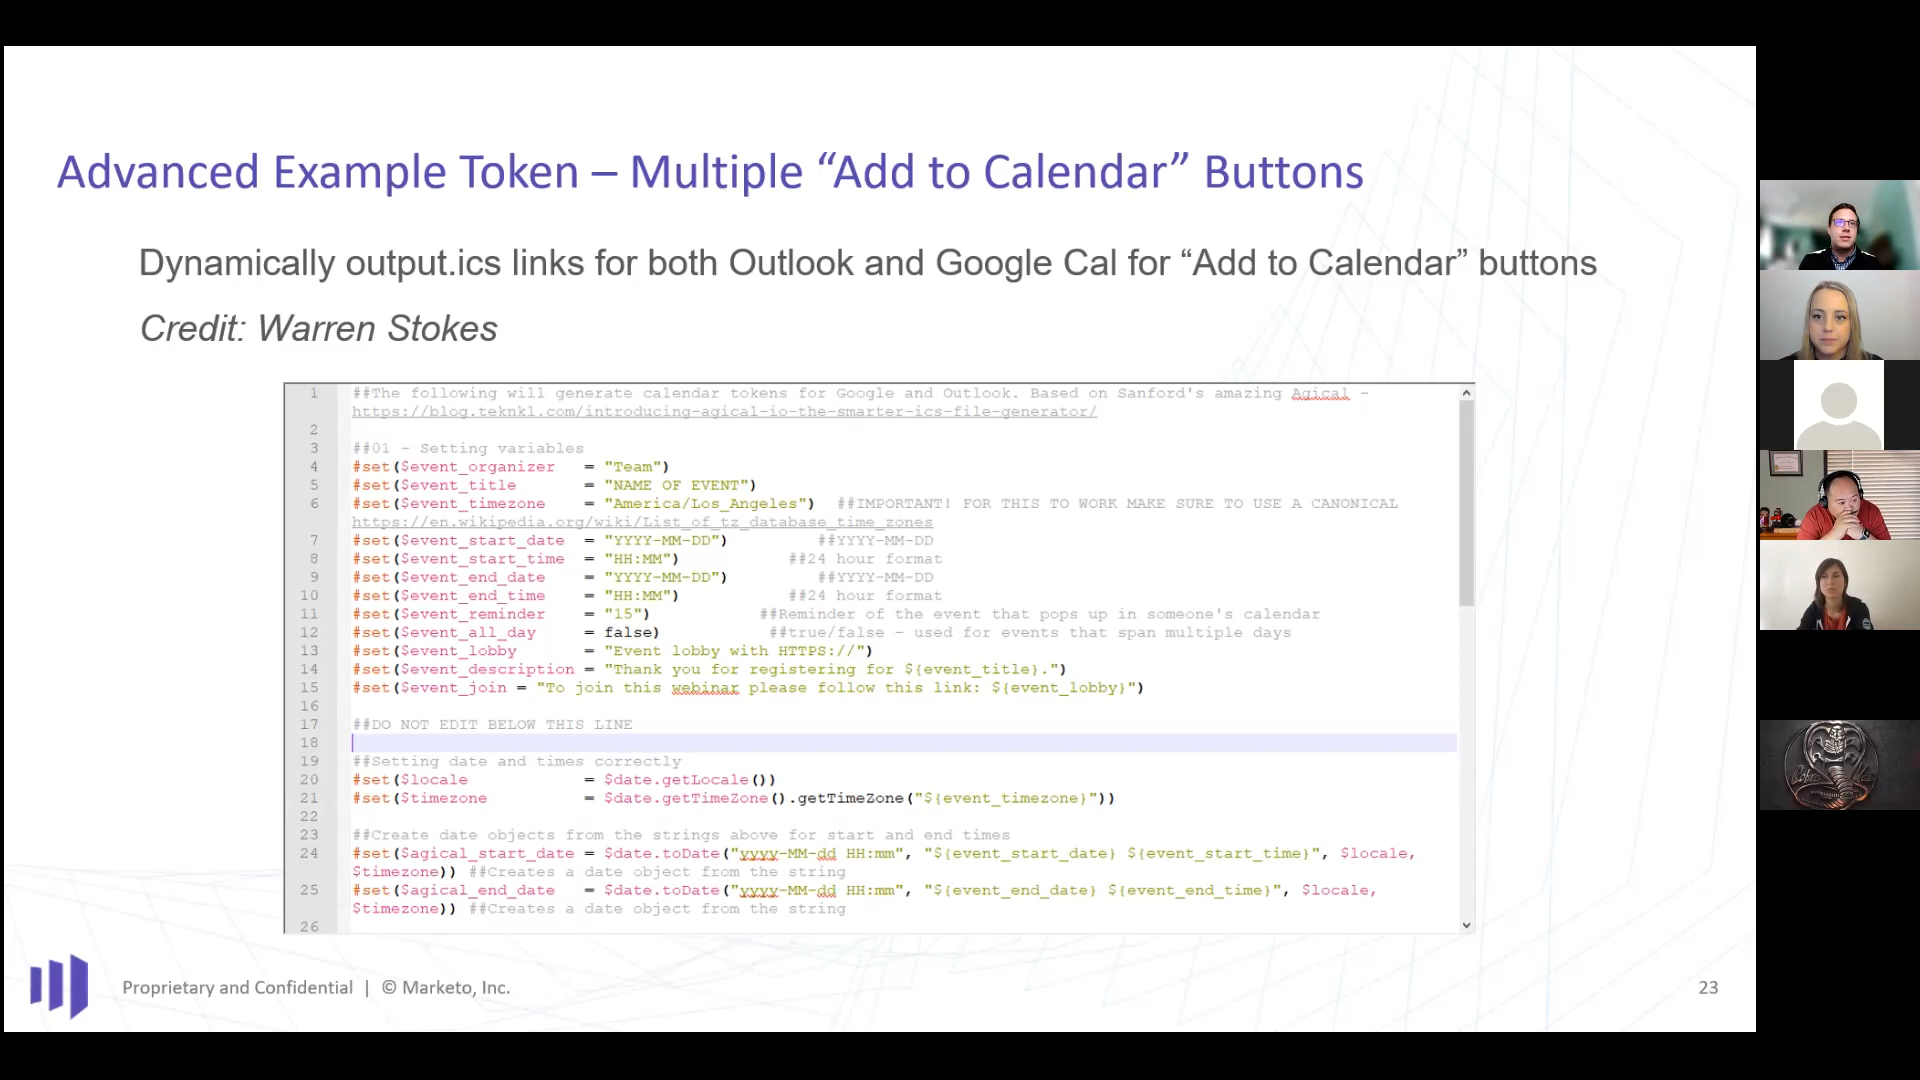 Advanced Example Token – Multiple “Add to Calendar” Buttons
Dynamically output.ics links for both Outlook and Google Cal for “Add to Calendar” buttons
Credit: Warren Stokes
1 ##The following will generate calendar tokens for Google and Outlook. Based on Sanford's amazing Agical -
https://blog.teknkl.com/introducing-agical-io-the-smarter-ics-file-generator/
2
3 ##01 - Setting variables
4 #set($event_organizer = "Team")
5 #set($event_title = "NAME OF EVENT")
6 #set($event_timezone = "America/Los_Angeles") ##IMPORTANT! FOR THIS TO WORK MAKE SURE TO USE A CANONICAL
https://en.wikipedia.org/wiki/List_of_tz_database_time_zones
7 #set($event_start_date = "YYYY-MM-DD") ##YYYY-MM-DD
8 #set($event_start_time = "HH:MM") ##24 hour format
9 #set($event_end_date = "YYYY-MM-DD") ##YYYY-MM-DD
10 #set($event_end_time = "HH:MM") ##24 hour format
11 #set($event_reminder = "15") ##Reminder of the event that pops up in someone's calendar
12 #set($event_all_day = false) ##true/false - used for events that span multiple days
13 #set($event_lobby = "Event lobby with HTTPS://")
14 #set($event_description = "Thank you for registering for ${event_title}.")
15 #set($event_join = "To join this webinar please follow this link: ${event_lobby}")
16
17 ##DO NOT EDIT BELOW THIS LINE
18
19 ##Setting date and times correctly
20 #set($locale = $date.getLocale())
21 #set($timezone = $date.getTimeZone().getTimeZone("${event_timezone}"))
22
23 ##Create date objects from the strings above for start and end times
24 #set($agical_start_date = $date.toDate("yyyy-MM-dd HH:mm", "${event_start_date} ${event_start_time}", $locale,
$timezone)) ##Creates a date object from the string
25 #set($agical_end_date = $date.toDate("yyyy-MM-dd HH:mm", "${event_end_date} ${event_end_time}", $locale,
$timezone)) ##Creates a date object from the string
26
Proprietary and Confidential | © Marketo, Inc.
23